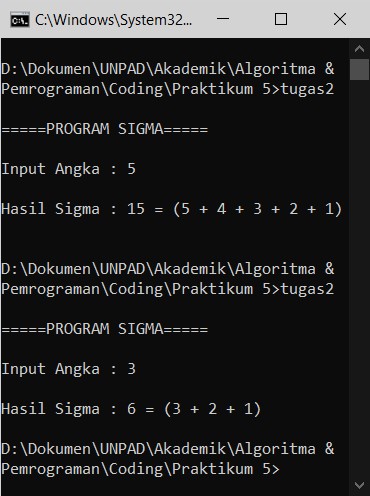 C:\Windows\System32...
D:\Dokumen\UNPAD\Akademik\Algoritma &
Pemrograman\Coding\Praktikum 5>tugas2
=====PROGRAM SIGMA=====
Input Angka : 5
Hasil Sigma : 15 = (5 + 4 + 3 + 2 + 1)
D:\Dokumen\UNPAD\Akademik\Algoritma &
Pemrograman\Coding\Praktikum 5>tugas2
=====PROGRAM SIGMA=====
Input Angka : 3
Hasil Sigma : 6 = (3 + 2 + 1)
D:\Dokumen\UNPAD\Akademik\Algoritma &
Pemrograman\Coding\Praktikum 5>